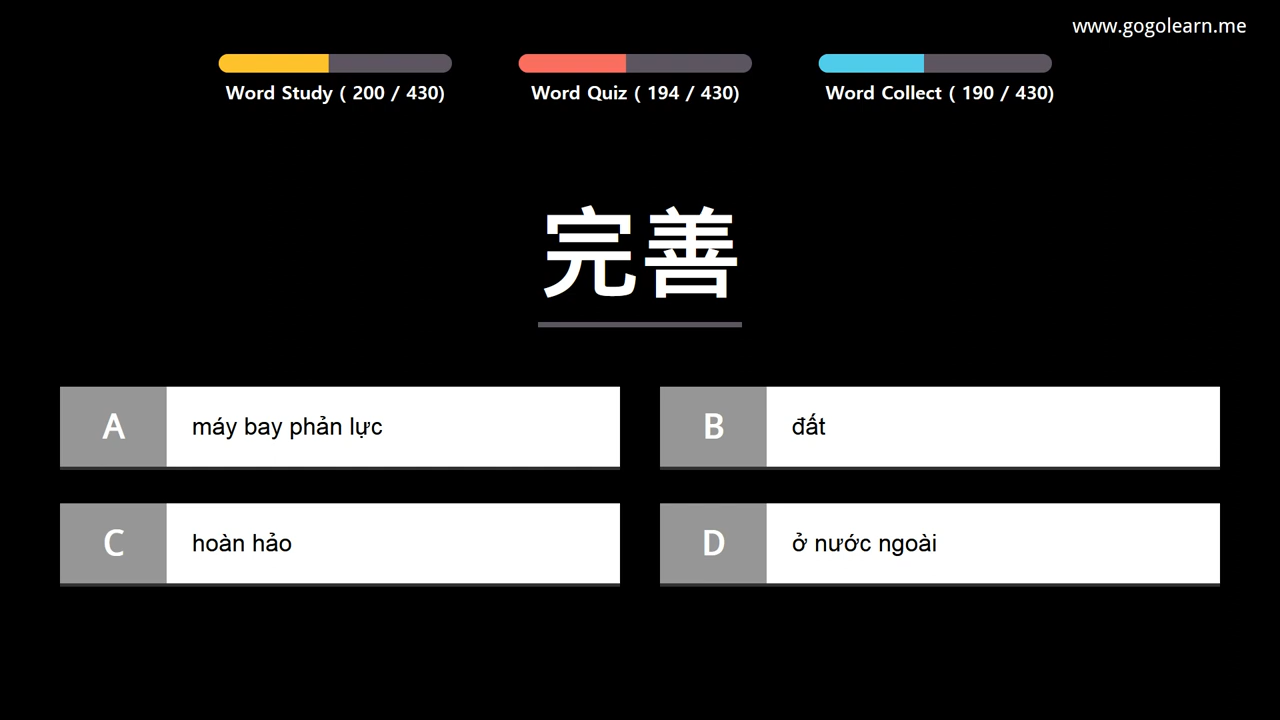 www.gogolearn.me
Word Study ( 200 / 430)
Word Quiz ( 194 / 430)
Word Collect ( 190 / 430)
完善
A
máy bay phản lực
B
đất
C
hoàn hảo
D
ở nước ngoài